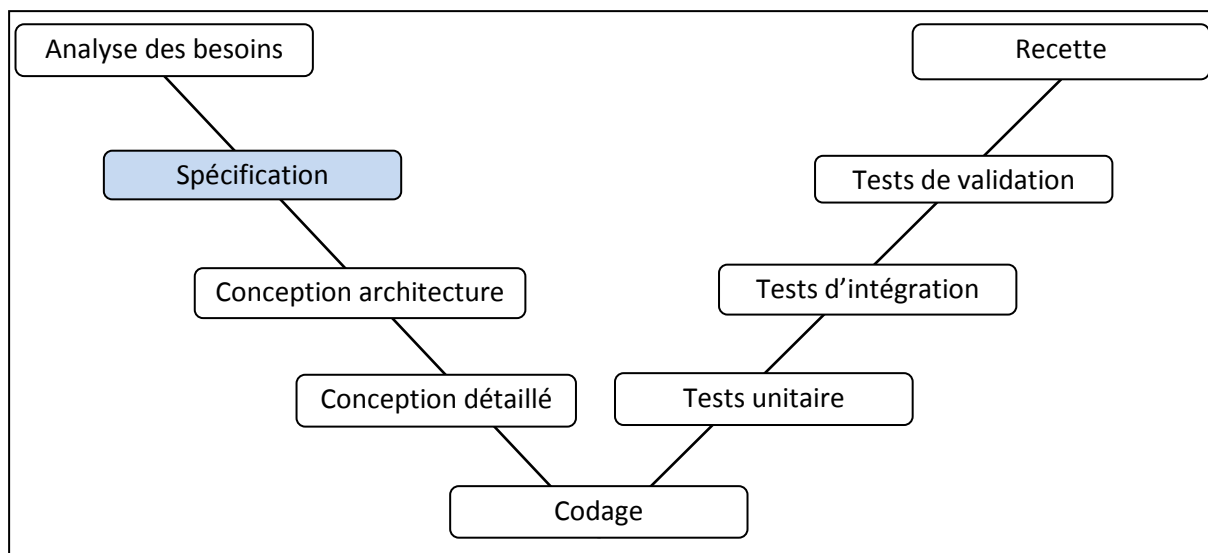 Analyse des besoins
Recette
Spécification
Tests de validation
Conception architecture
Tests d’intégration
Conception détaillé
Tests unitaire
Codage